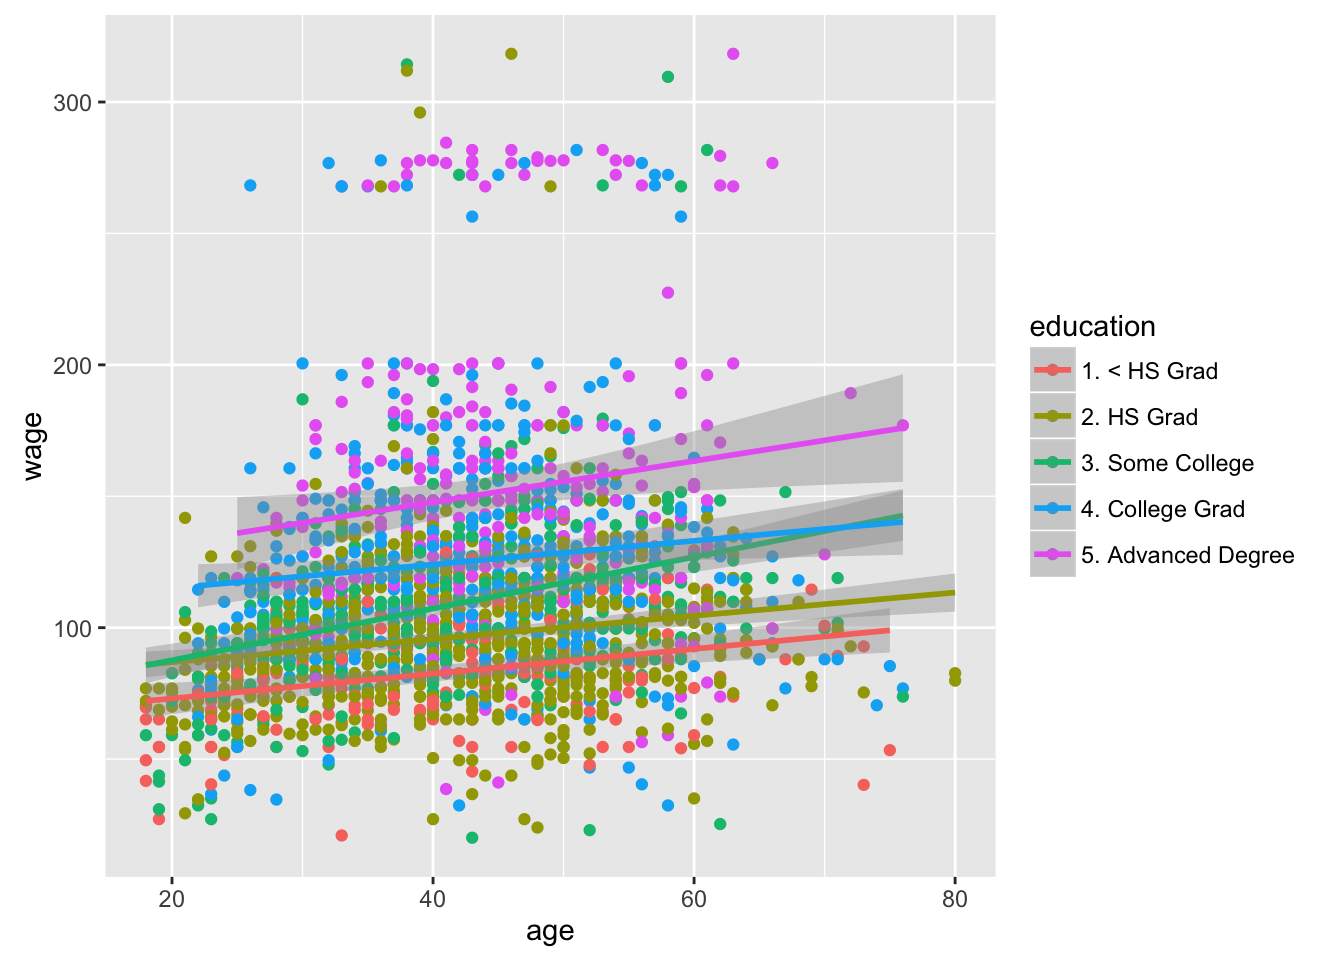 300
200
100
wage
20
40
60
80
age
education
1. < HS Grad
2. HS Grad
3. Some College
4. College Grad
5. Advanced Degree